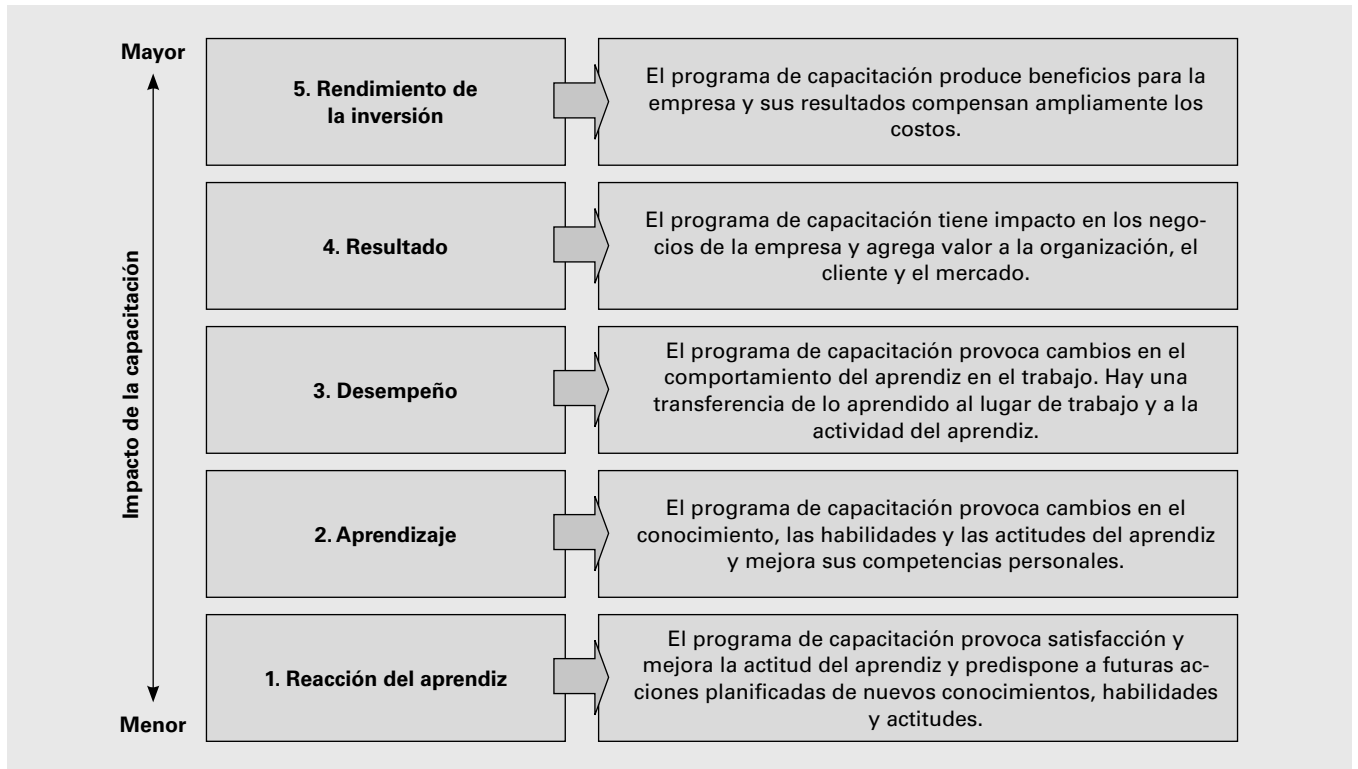 Mayor
5. Rendimiento de
la inversión
El programa de capacitación produce beneficios para la
empresa y sus resultados compensan ampliamente los
costos.
4. Resultado
El programa de capacitación tiene impacto en los nego-
cios de la empresa y agrega valor a la organización, el
cliente y el mercado.
Impacto de la capacitación
3. Desempeño
El programa de capacitación provoca cambios en el
comportamiento del aprendiz en el trabajo. Hay una
transferencia de lo aprendido al lugar de trabajo y a la
actividad del aprendiz.
2. Aprendizaje
El programa de capacitación provoca cambios en el
conocimiento, las habilidades y las actitudes del aprendiz
y mejora sus competencias personales.
1. Reacción del aprendiz
El programa de capacitación provoca satisfacción y
mejora la actitud del aprendiz y predispone a futuras ac-
ciones planificadas de nuevos conocimientos, habilidades
y actitudes.
Menor